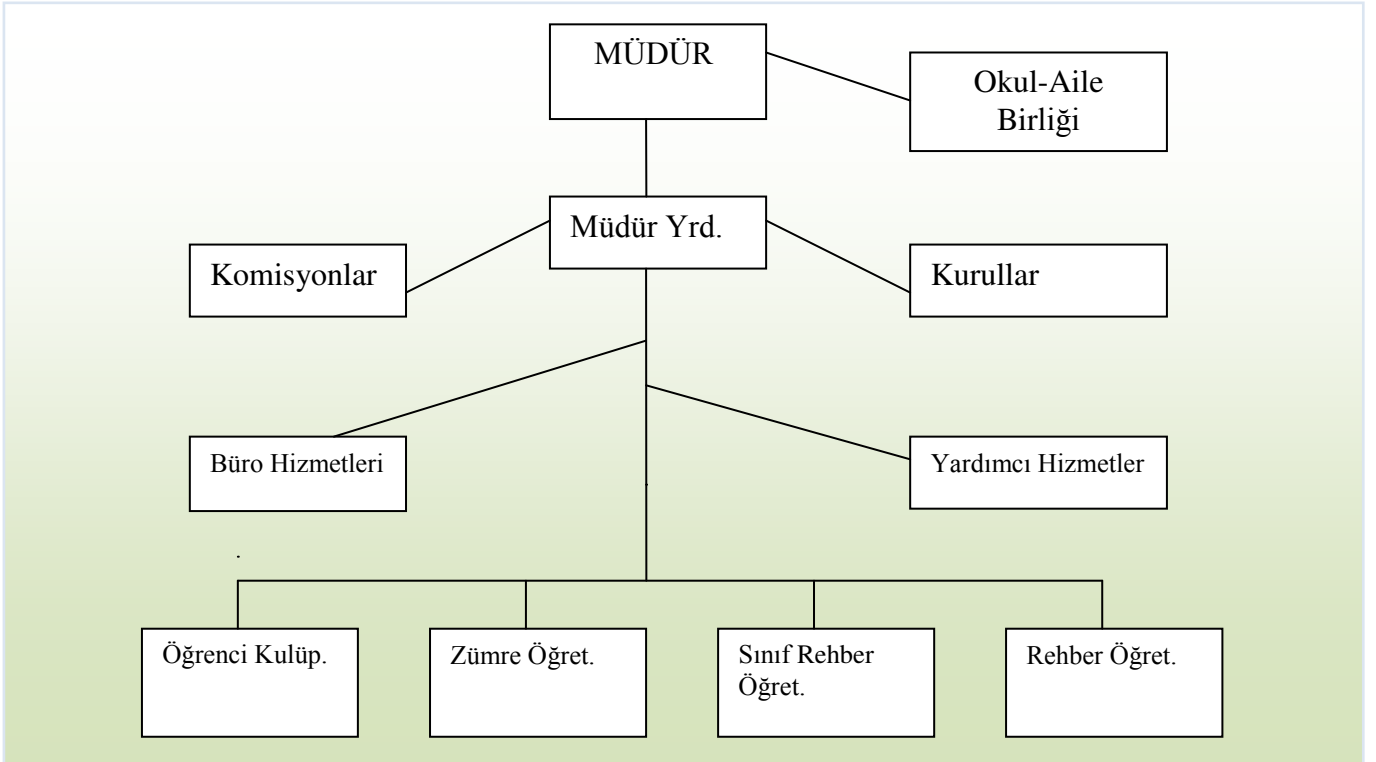 MÜDÜR
Okul-Aile
Birliği
Müdür Yrd.
Komisyonlar
Kurullar
Büro Hizmetleri
Yardımcı Hizmetler
Öğrenci Kulüp.
Zümre Öğret.
Sınıf Rehber
Öğret.
Rehber Öğret.